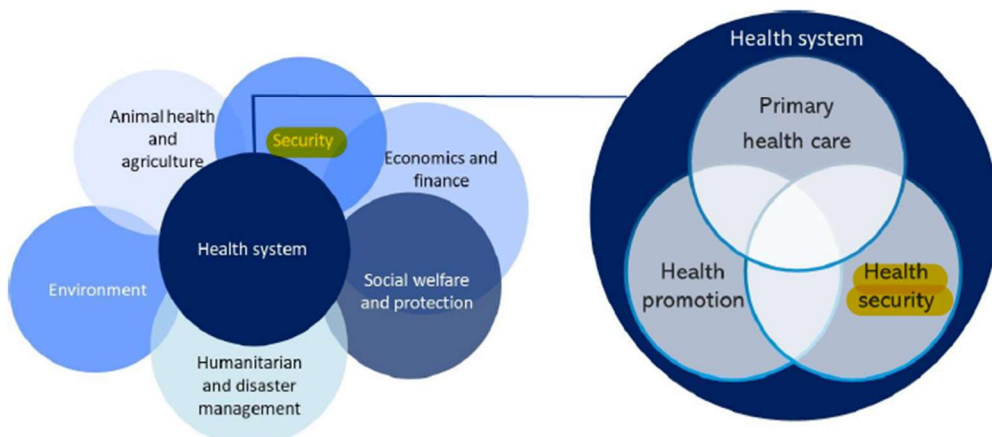 Animal health
and
agriculture
Security
Economics and
finance
Health system
Environment
Social welfare
and protection
Humanitarian
and disaster
management
Health system
Primary
health care
Health
promotion
Health
security